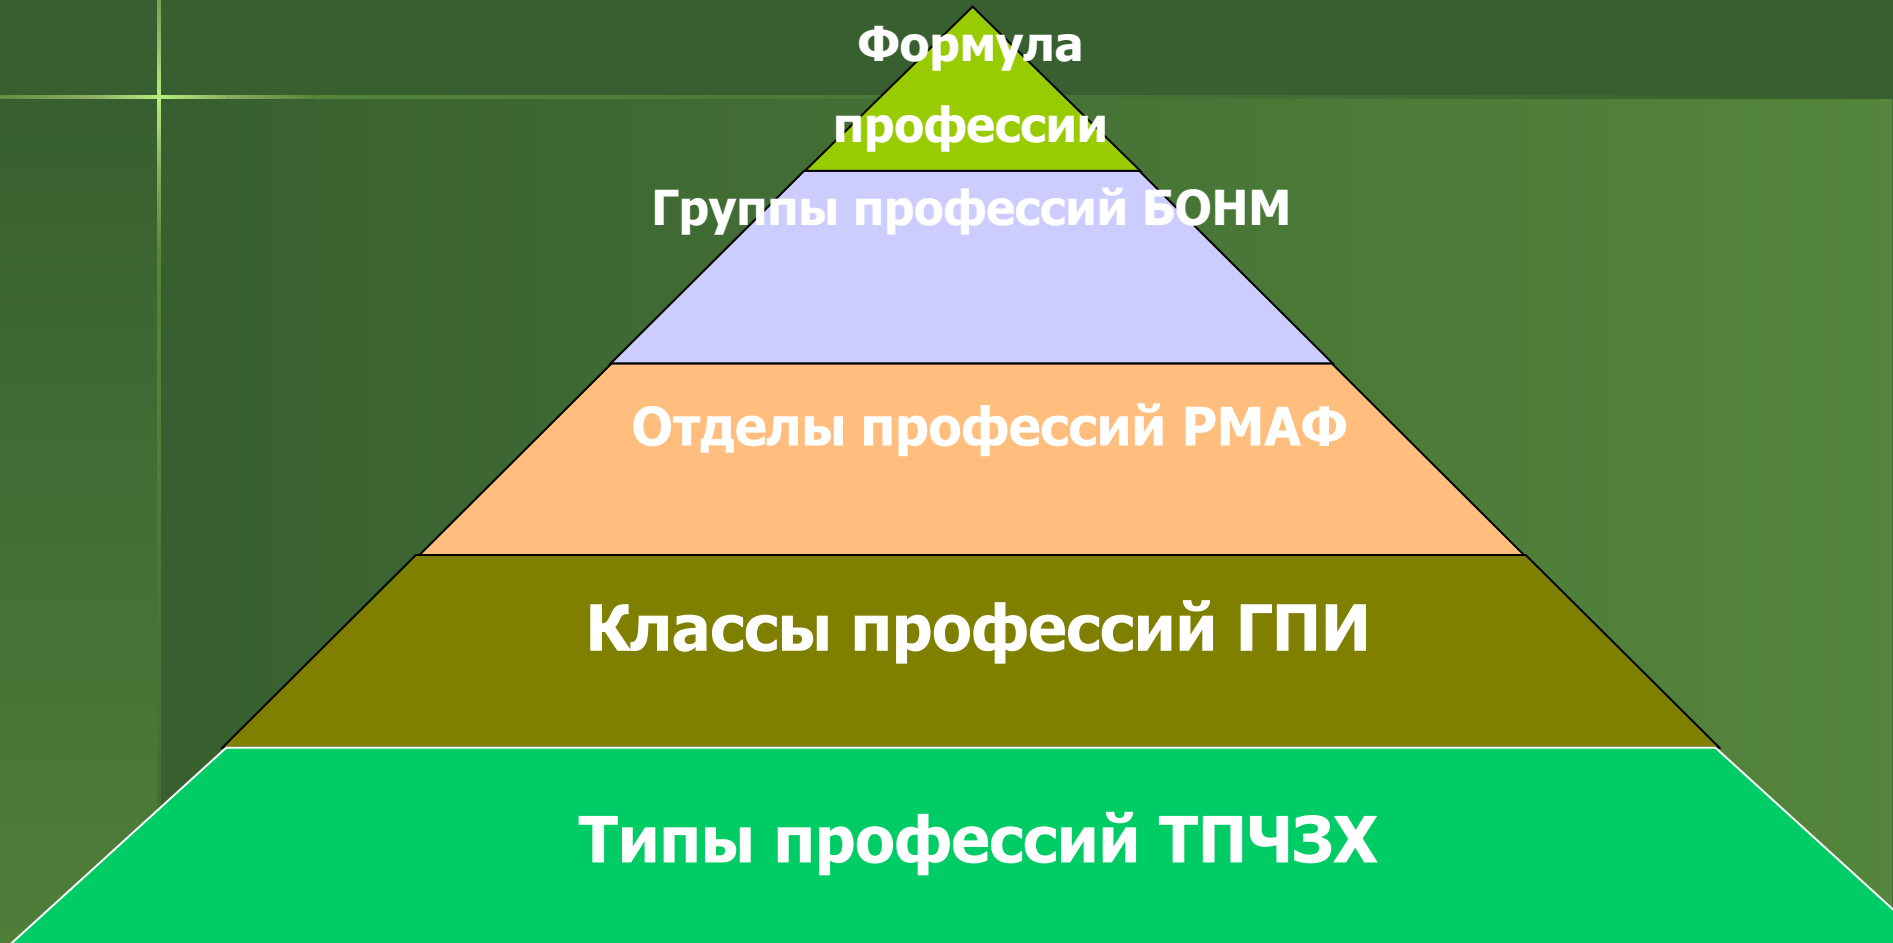 Формула
профессии
Группы профессий БОНМ
Отделы профессий РМАФ
Классы профессий ГПИ
Типы профессий ТПЧЗХ